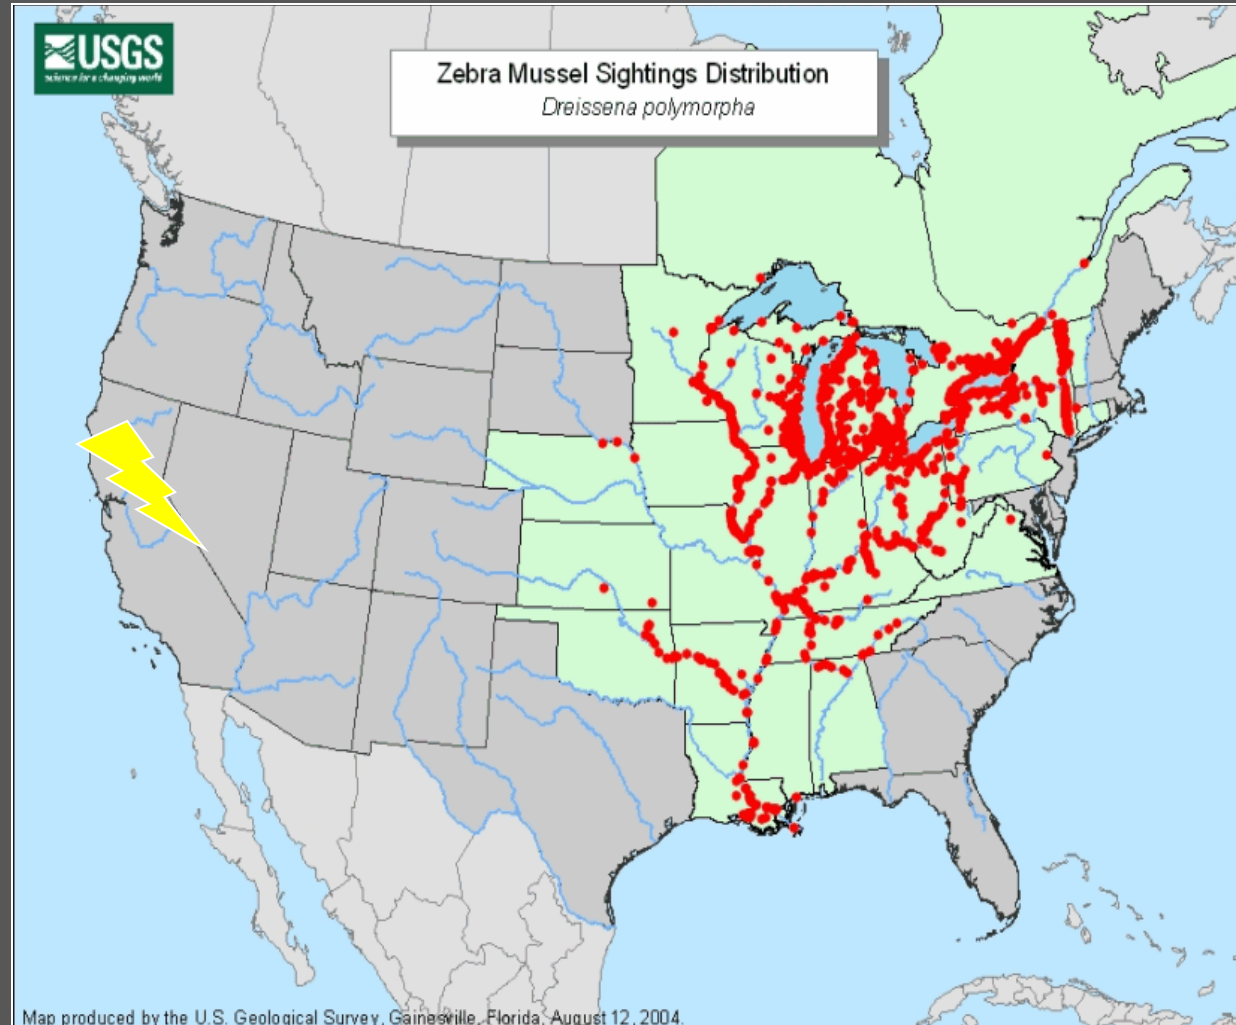 USGS
science for a changing world
Zebra Mussel Sightings Distribution
Dreissena polymorpha
Map produced by the U.S. Geological Survey, Gainesville, Florida, August 12, 2004.